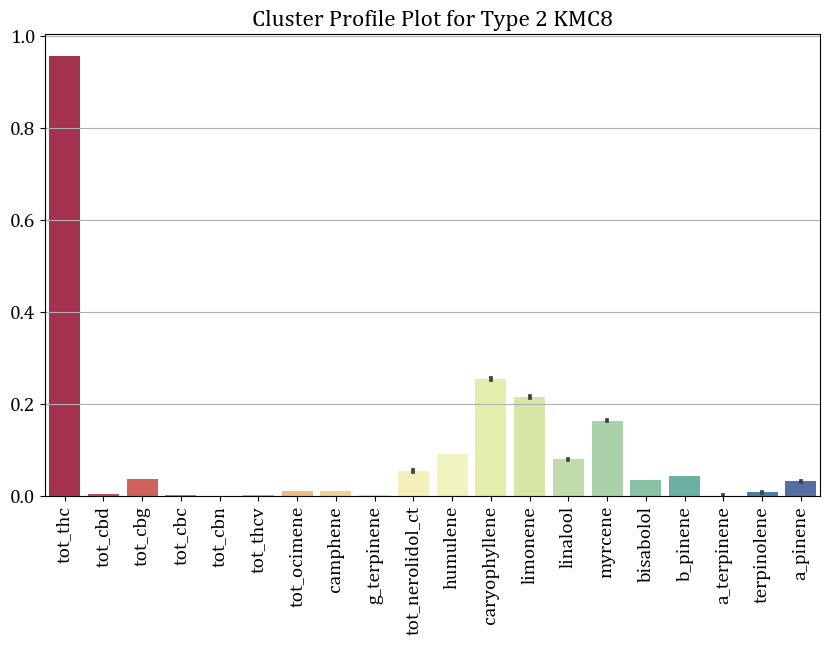 Cluster Profile Plot for Type 2 KMC8
1.0
0.8
0.6
0.4
0.2
0.0
tot_thc
tot_cbd
tot_cbg
tot_cbc
tot_cbn
tot_thcv
tot_ocimene
camphene
g_terpinene
tot_nerolidol_ct
humulene
caryophyllene
limonene
linalool
myrcene
bisabolol
b_pinene
a_terpinene
terpinolene
a_pinene